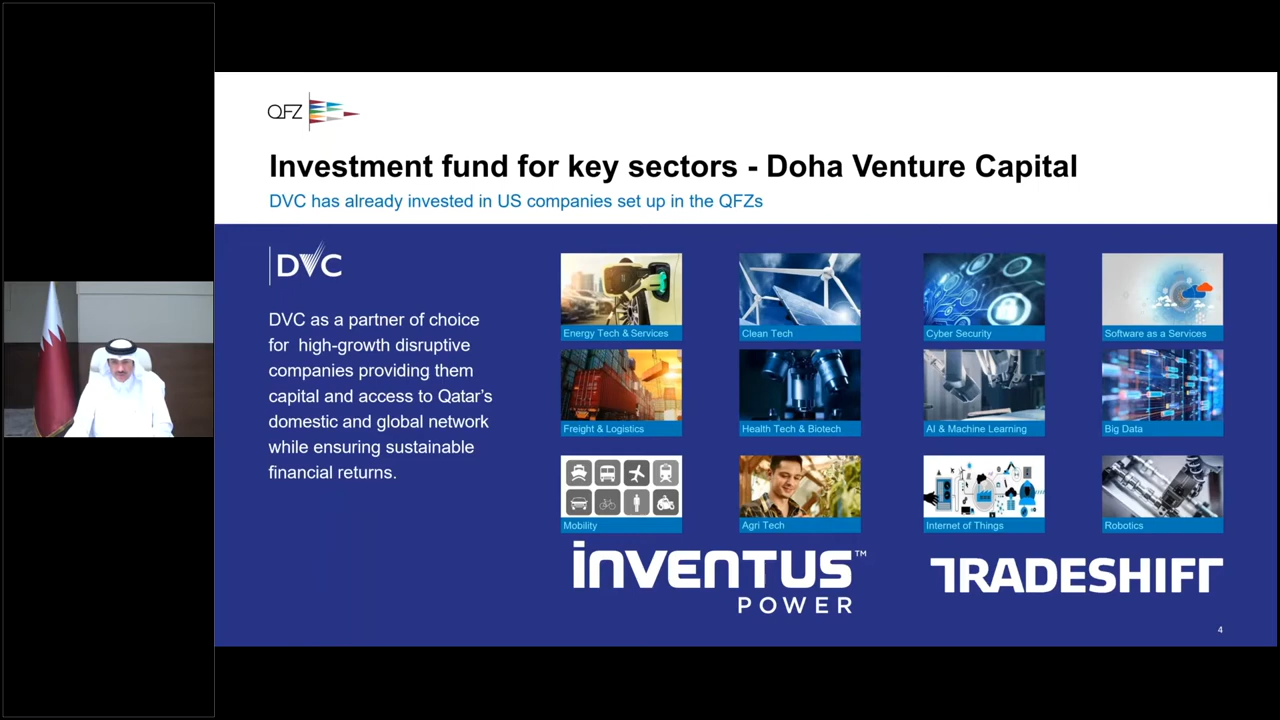 QFZ
Investment fund for key sectors - Doha Venture Capital
DVC has already invested in US companies set up in the QFZs
DVC
DVC as a partner of choice
for high-growth disruptive
companies providing them
capital and access to Qatar's
domestic and global network
while ensuring sustainable
financial returns.
Energy Tech & Services
Clean Tech
Cyber Security
Software as a Services
Freight & Logistics
Health Tech & Biotech
AI & Machine Learning
Big Data
Mobility
Agri Tech
Internet of Things
Robotics
inventus™
POWER
TRADESHIFT
4